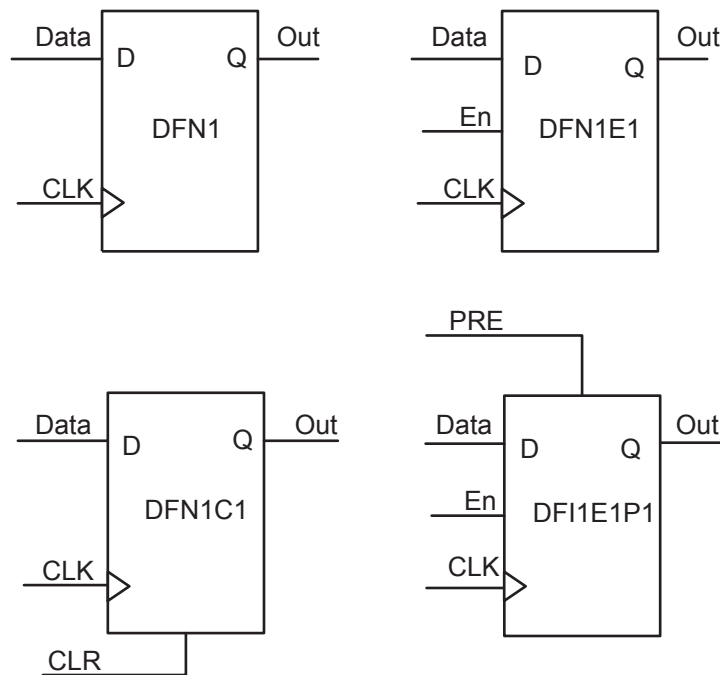 Data
Out
D
Q
DFN1
CLK
Data
Out
D
Q
En
DFN1E1
CLK
Data
Out
D
Q
DFN1C1
CLK
CLR
PRE
Data
Out
D
Q
En
DFI1E1P1
CLK